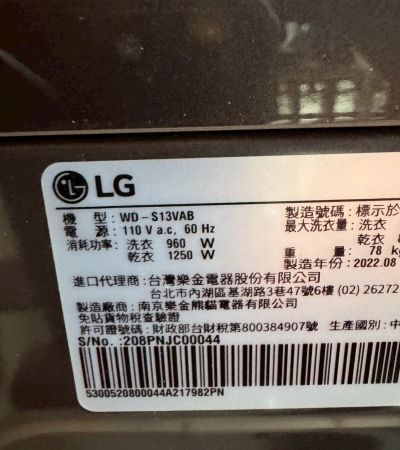 LG
機 型: WD-S13VAB 製造號碼: 標示於
電 源: 110 V a.c, 60 Hz 最大洗衣量: 洗衣
消耗功率: 洗衣 960 W 乾衣
乾衣 1250 W 重 量: 78 kg
製造年份: 2022.08
進口代理商: 台灣樂金電器股份有限公司
台北市內湖區基湖路3巷47號6樓 (02) 26272
製造廠商: 南京樂金熊貓電器有限公司
免貼貨物稅查驗證
許可證號碼: 財政部台財稅第800384907號 生產國別: 中
S/No. :208PNJC00044
5300520800044A217982PN